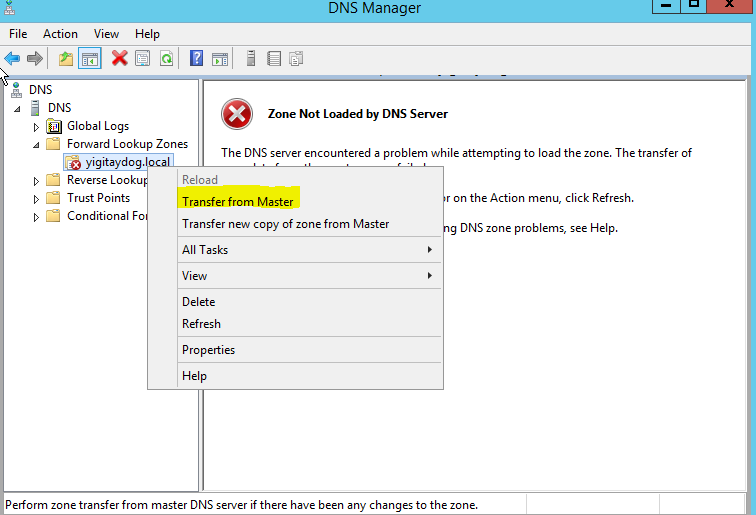 DNS Manager
File Action View Help
DNS
DNS
Global Logs
Forward Lookup Zones
yigitaydog.local
Reverse Lookup
Trust Points
Conditional For
Zone Not Loaded by DNS Server
The DNS server encountered a problem while attempting to load the zone. The transfer of
or on the Action menu, click Refresh.
ng DNS zone problems, see Help.
Reload
Transfer from Master
Transfer new copy of zone from Master
All Tasks
View
Delete
Refresh
Properties
Help
Perform zone transfer from master DNS server if there have been any changes to the zone.